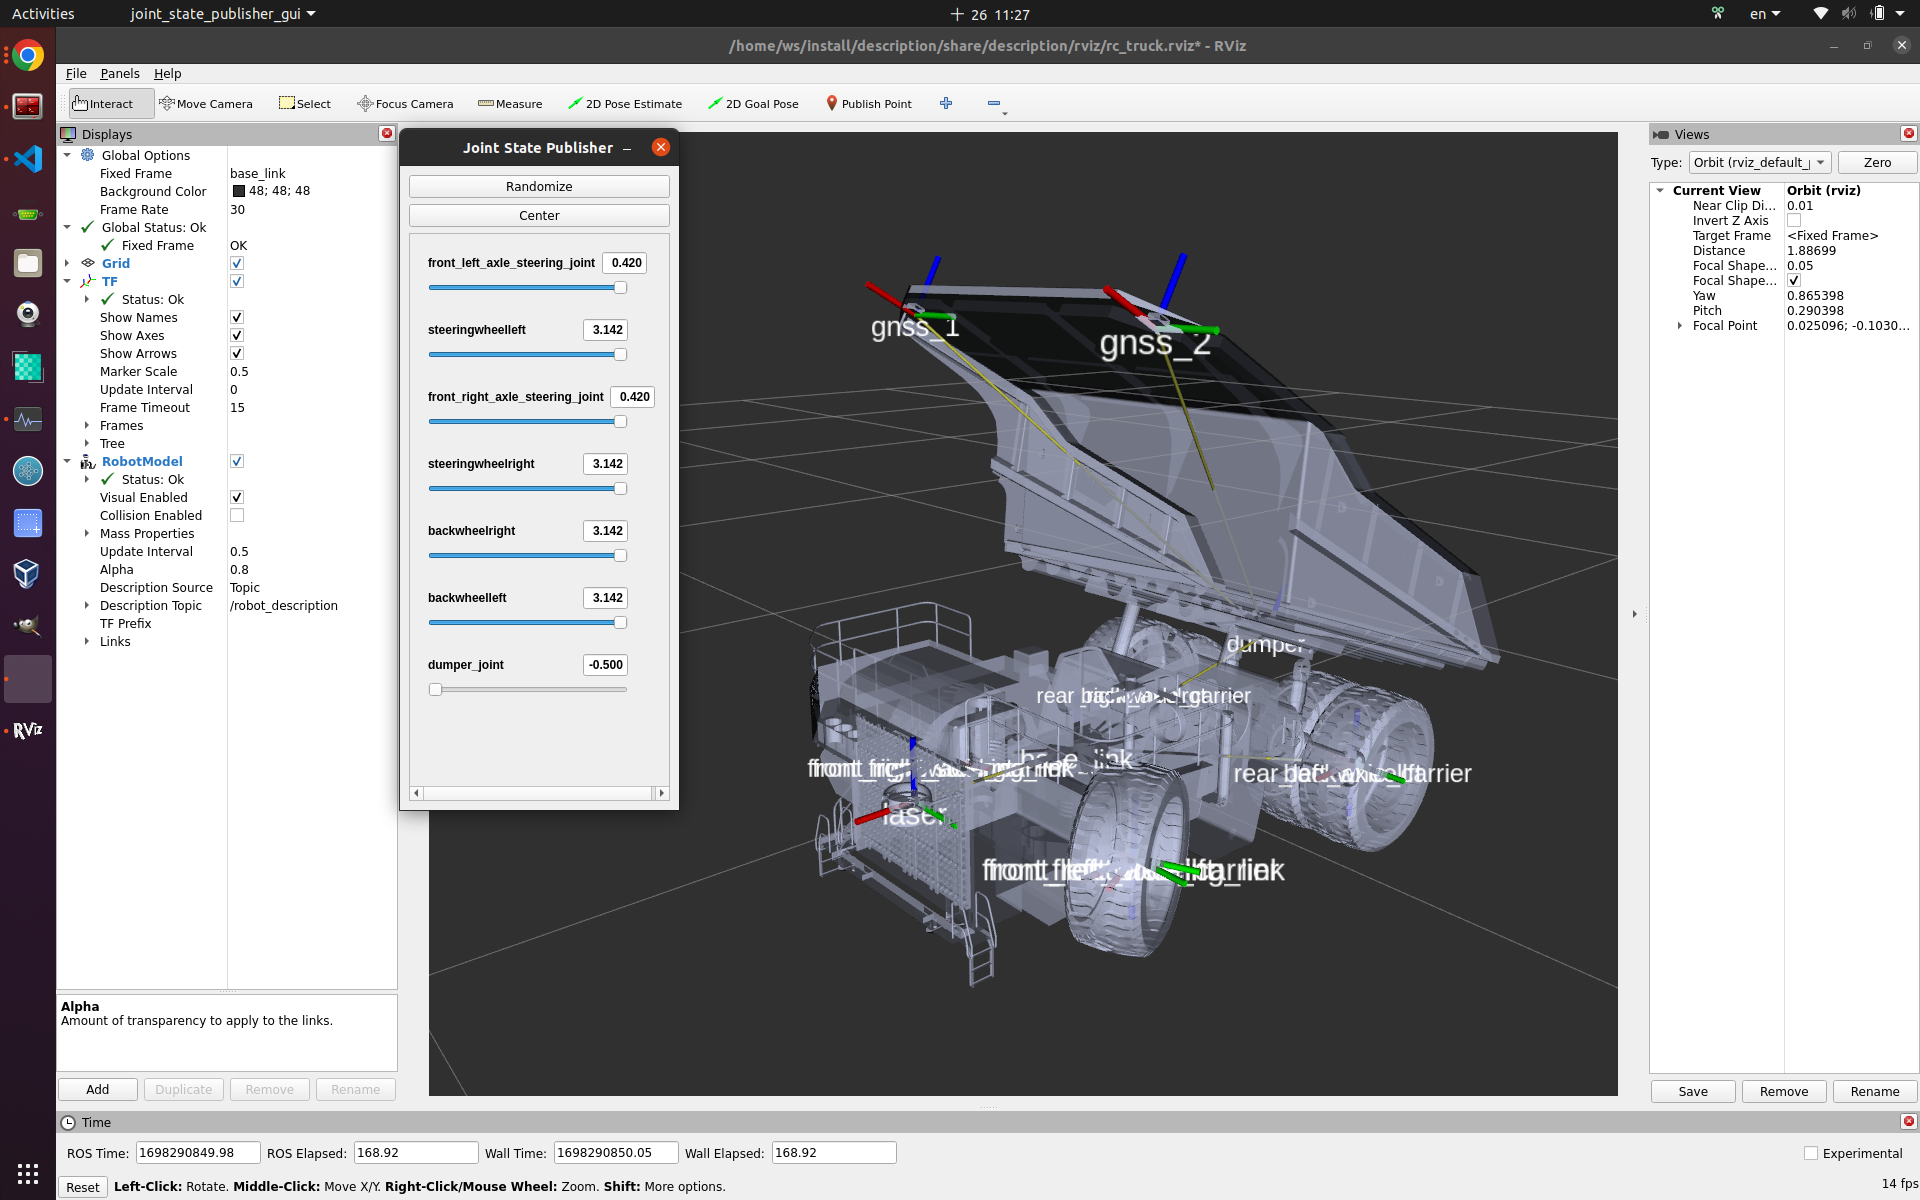 Activities
joint_state_publisher_gui
26 11:27
en
/home/ws/install/description/share/description/rviz/rc_truck.rviz* - RViz
File Panels Help
Interact Move Camera Select Focus Camera Measure 2D Pose Estimate 2D Goal Pose Publish Point
Displays
Global Options
Fixed Frame base_link
Background Color 48; 48; 48
Frame Rate 30
Global Status: Ok
Fixed Frame OK
Grid
TF
Status: Ok
Show Names
Show Axes
Show Arrows
Marker Scale 0.5
Update Interval 0
Frame Timeout 15
Frames
Tree
RobotModel
Status: Ok
Visual Enabled
Collision Enabled
Mass Properties
Update Interval 0.5
Alpha 0.8
Description Source Topic
Description Topic /robot_description
TF Prefix
Links
Alpha
Amount of transparency to apply to the links.
Add Duplicate Remove Rename
Joint State Publisher
Randomize
Center
front_left_axle_steering_joint 0.420
steeringwheelleft 3.142
front_right_axle_steering_joint 0.420
steeringwheelright 3.142
backwheelright 3.142
backwheelleft 3.142
dumper_joint -0.500
gnss_1
gnss_2
dumper
base_link
laser
Views
Type: Orbit (rviz_default_ Zero
Current View Orbit (rviz)
Near Clip Di... 0.01
Invert Z Axis
Target Frame <Fixed Frame>
Distance 1.88699
Focal Shape... 0.05
Focal Shape...
Yaw 0.865398
Pitch 0.290398
Focal Point 0.025096; -0.1030...
Save Remove Rename
Time
ROS Time: 1698290849.98 ROS Elapsed: 168.92 Wall Time: 1698290850.05 Wall Elapsed: 168.92
Experimental
Reset Left-Click: Rotate. Middle-Click: Move X/Y. Right-Click/Mouse Wheel: Zoom. Shift: More options.
14 fps
RViz